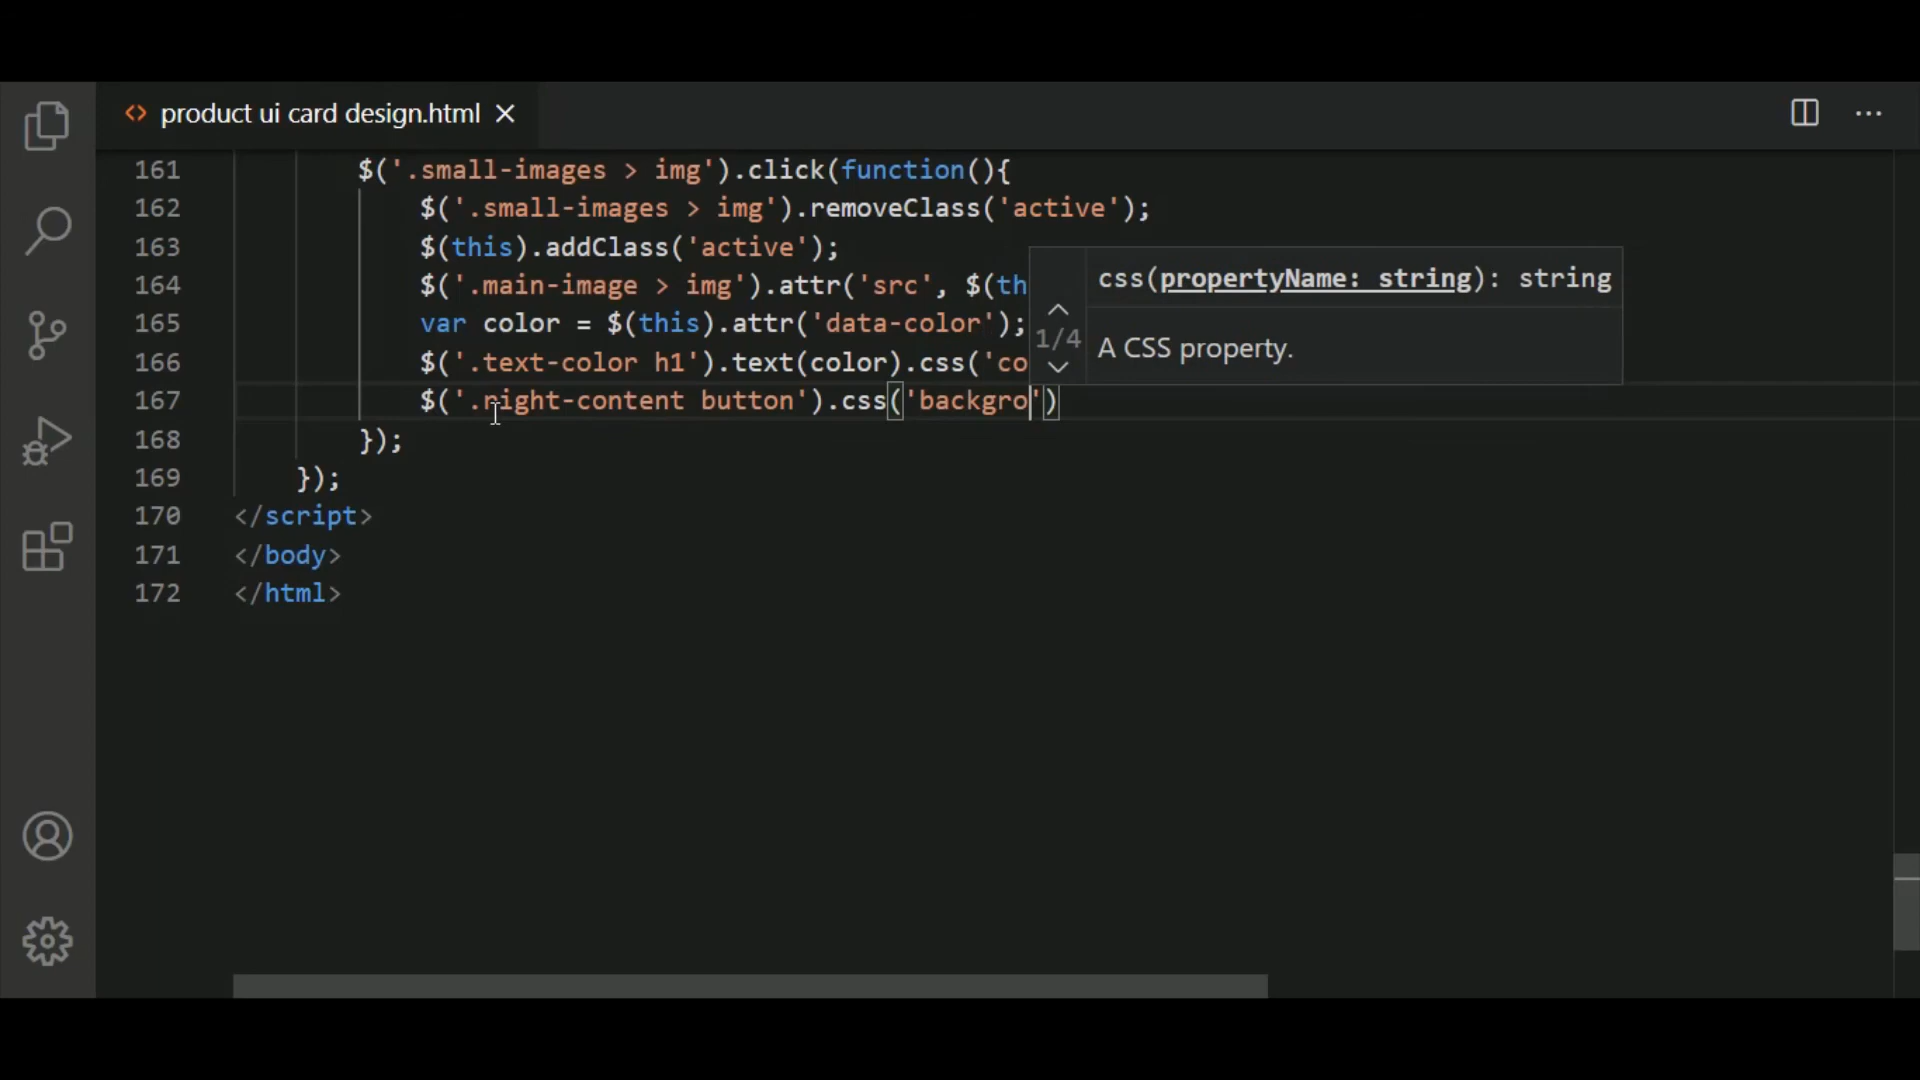 product ui card design.html
161 $('.small-images > img').click(function(){
162 $('.small-images > img').removeClass('active');
163 $(this).addClass('active');
164 $('.main-image > img').attr('src', $(th
165 var color = $(this).attr('data-color');
166 $('.text-color h1').text(color).css('co
167 $('.right-content button').css('backgro')
css(propertyName: string): string
1/4
A CSS property.
168 });
169 });
170 </script>
171 </body>
172 </html>